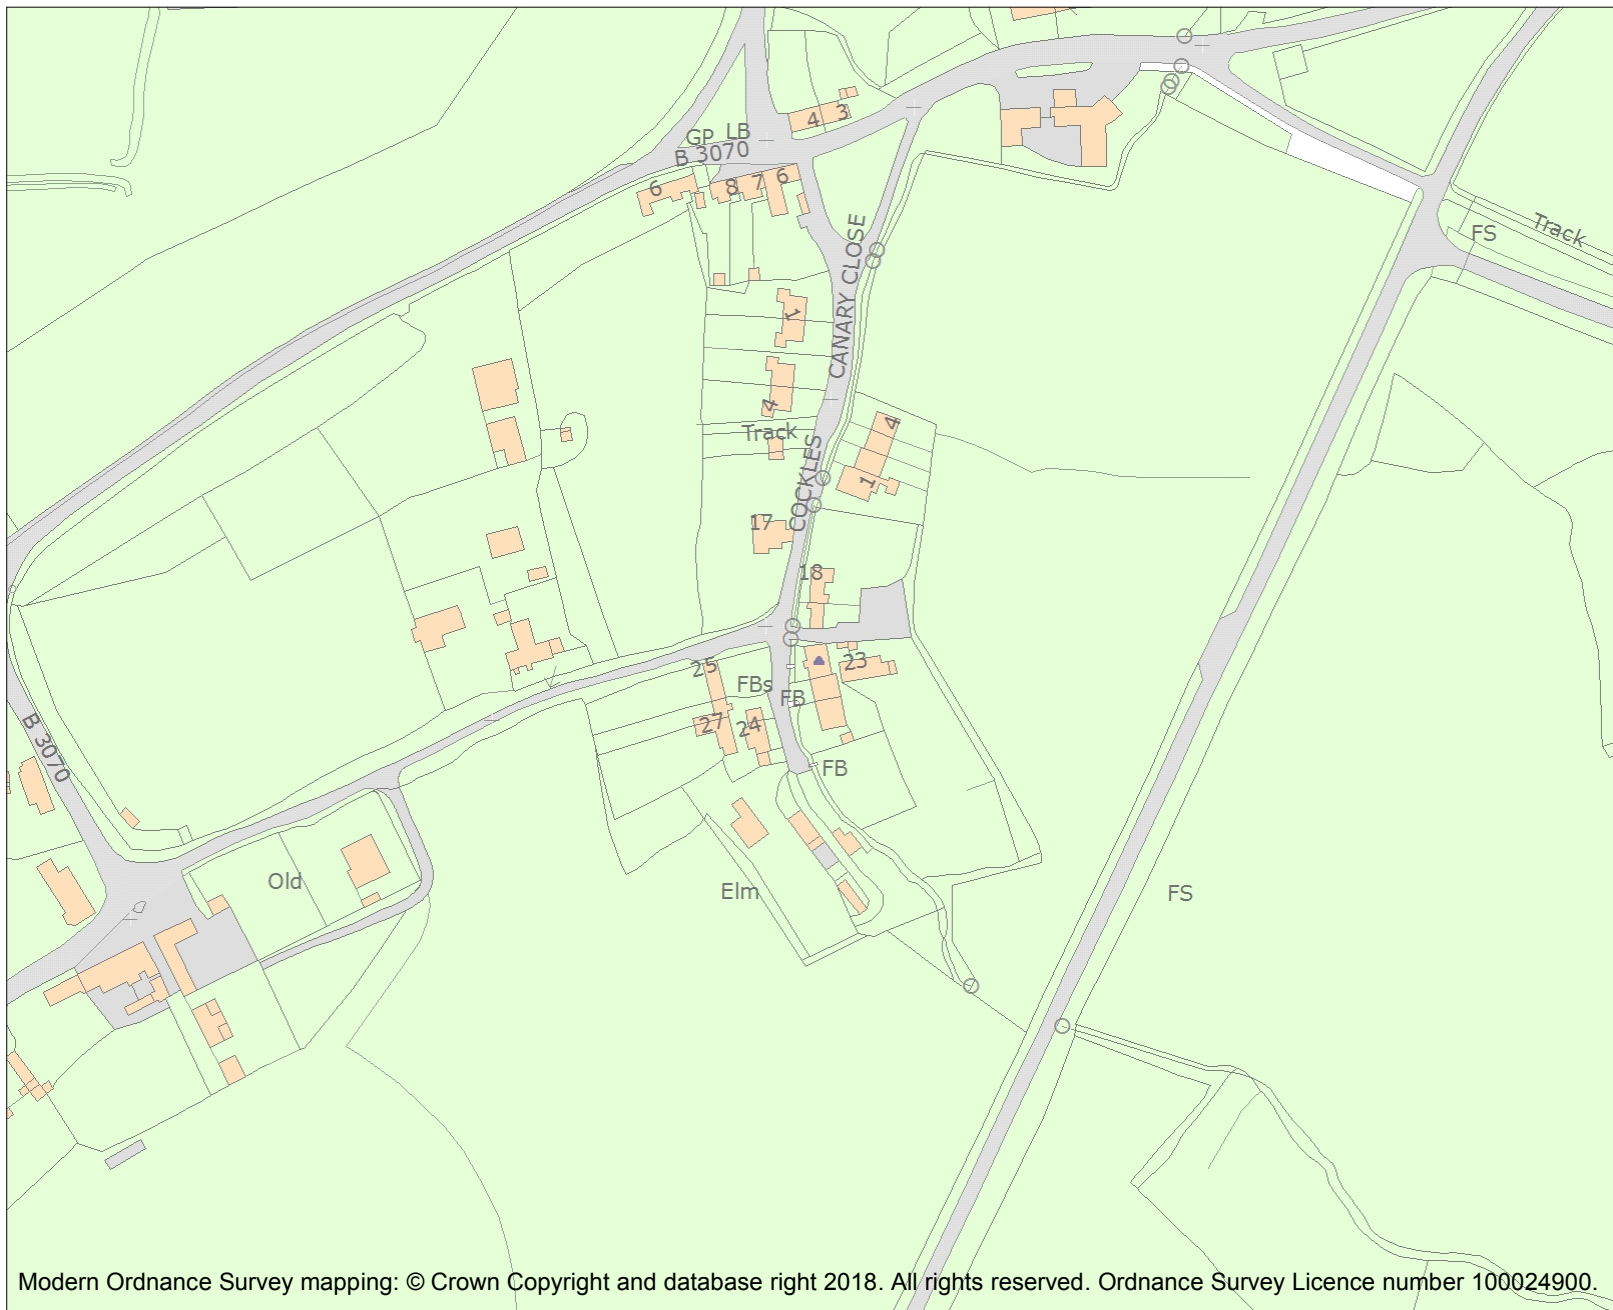 4
3
GP
LB
B 3070
6
8
7
6
FS
Track
CANARY CLOSE
1
4
Track
4
1
COCKLES
17
18
25
23
FBs
FB
27
24
B 3070
FB
Old
Elm
FS
Modern Ordnance Survey mapping: © Crown Copyright and database right 2018. All rights reserved. Ordnance Survey Licence number 100024900.